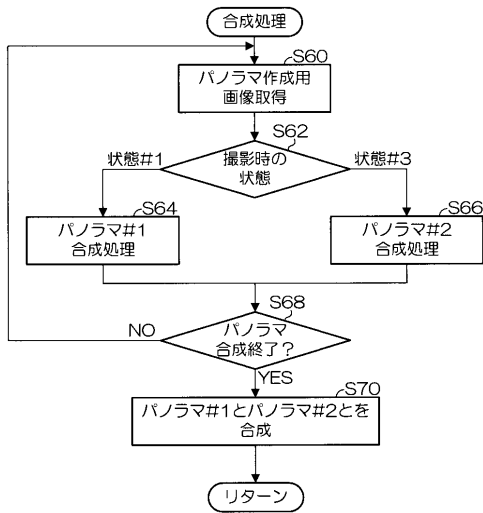 合成処理
S60
パノラマ作成用
画像取得
S62
撮影時の
状態
状態#1
状態#3
S64
パノラマ#1
合成処理
S66
パノラマ#2
合成処理
S68
パノラマ
合成終了?
NO
YES
S70
パノラマ#1とパノラマ#2とを
合成
リターン